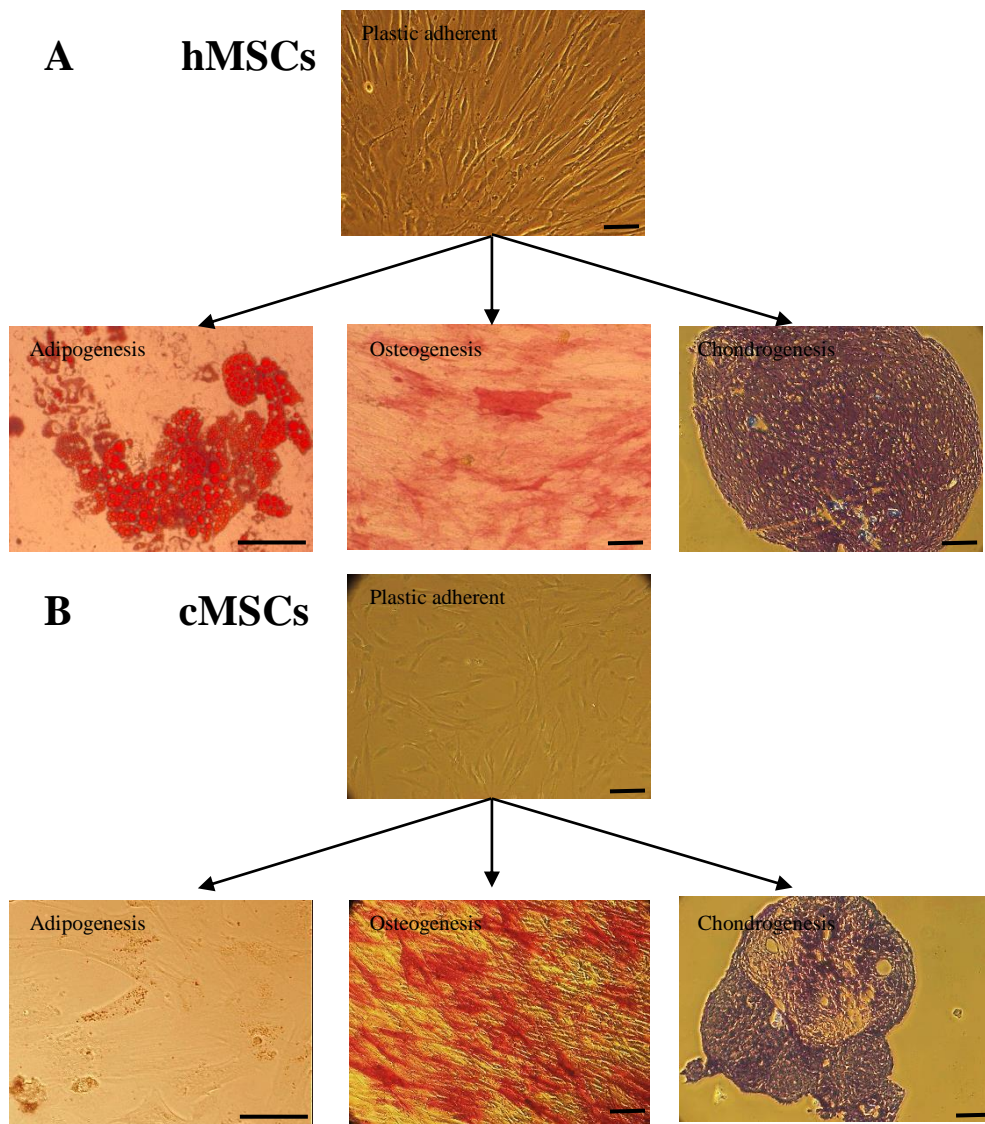 A hMSCs
Plastic adherent
Adipogenesis
Osteogenesis
Chondrogenesis
B cMSCs
Plastic adherent
Adipogenesis
Osteogenesis
Chondrogenesis